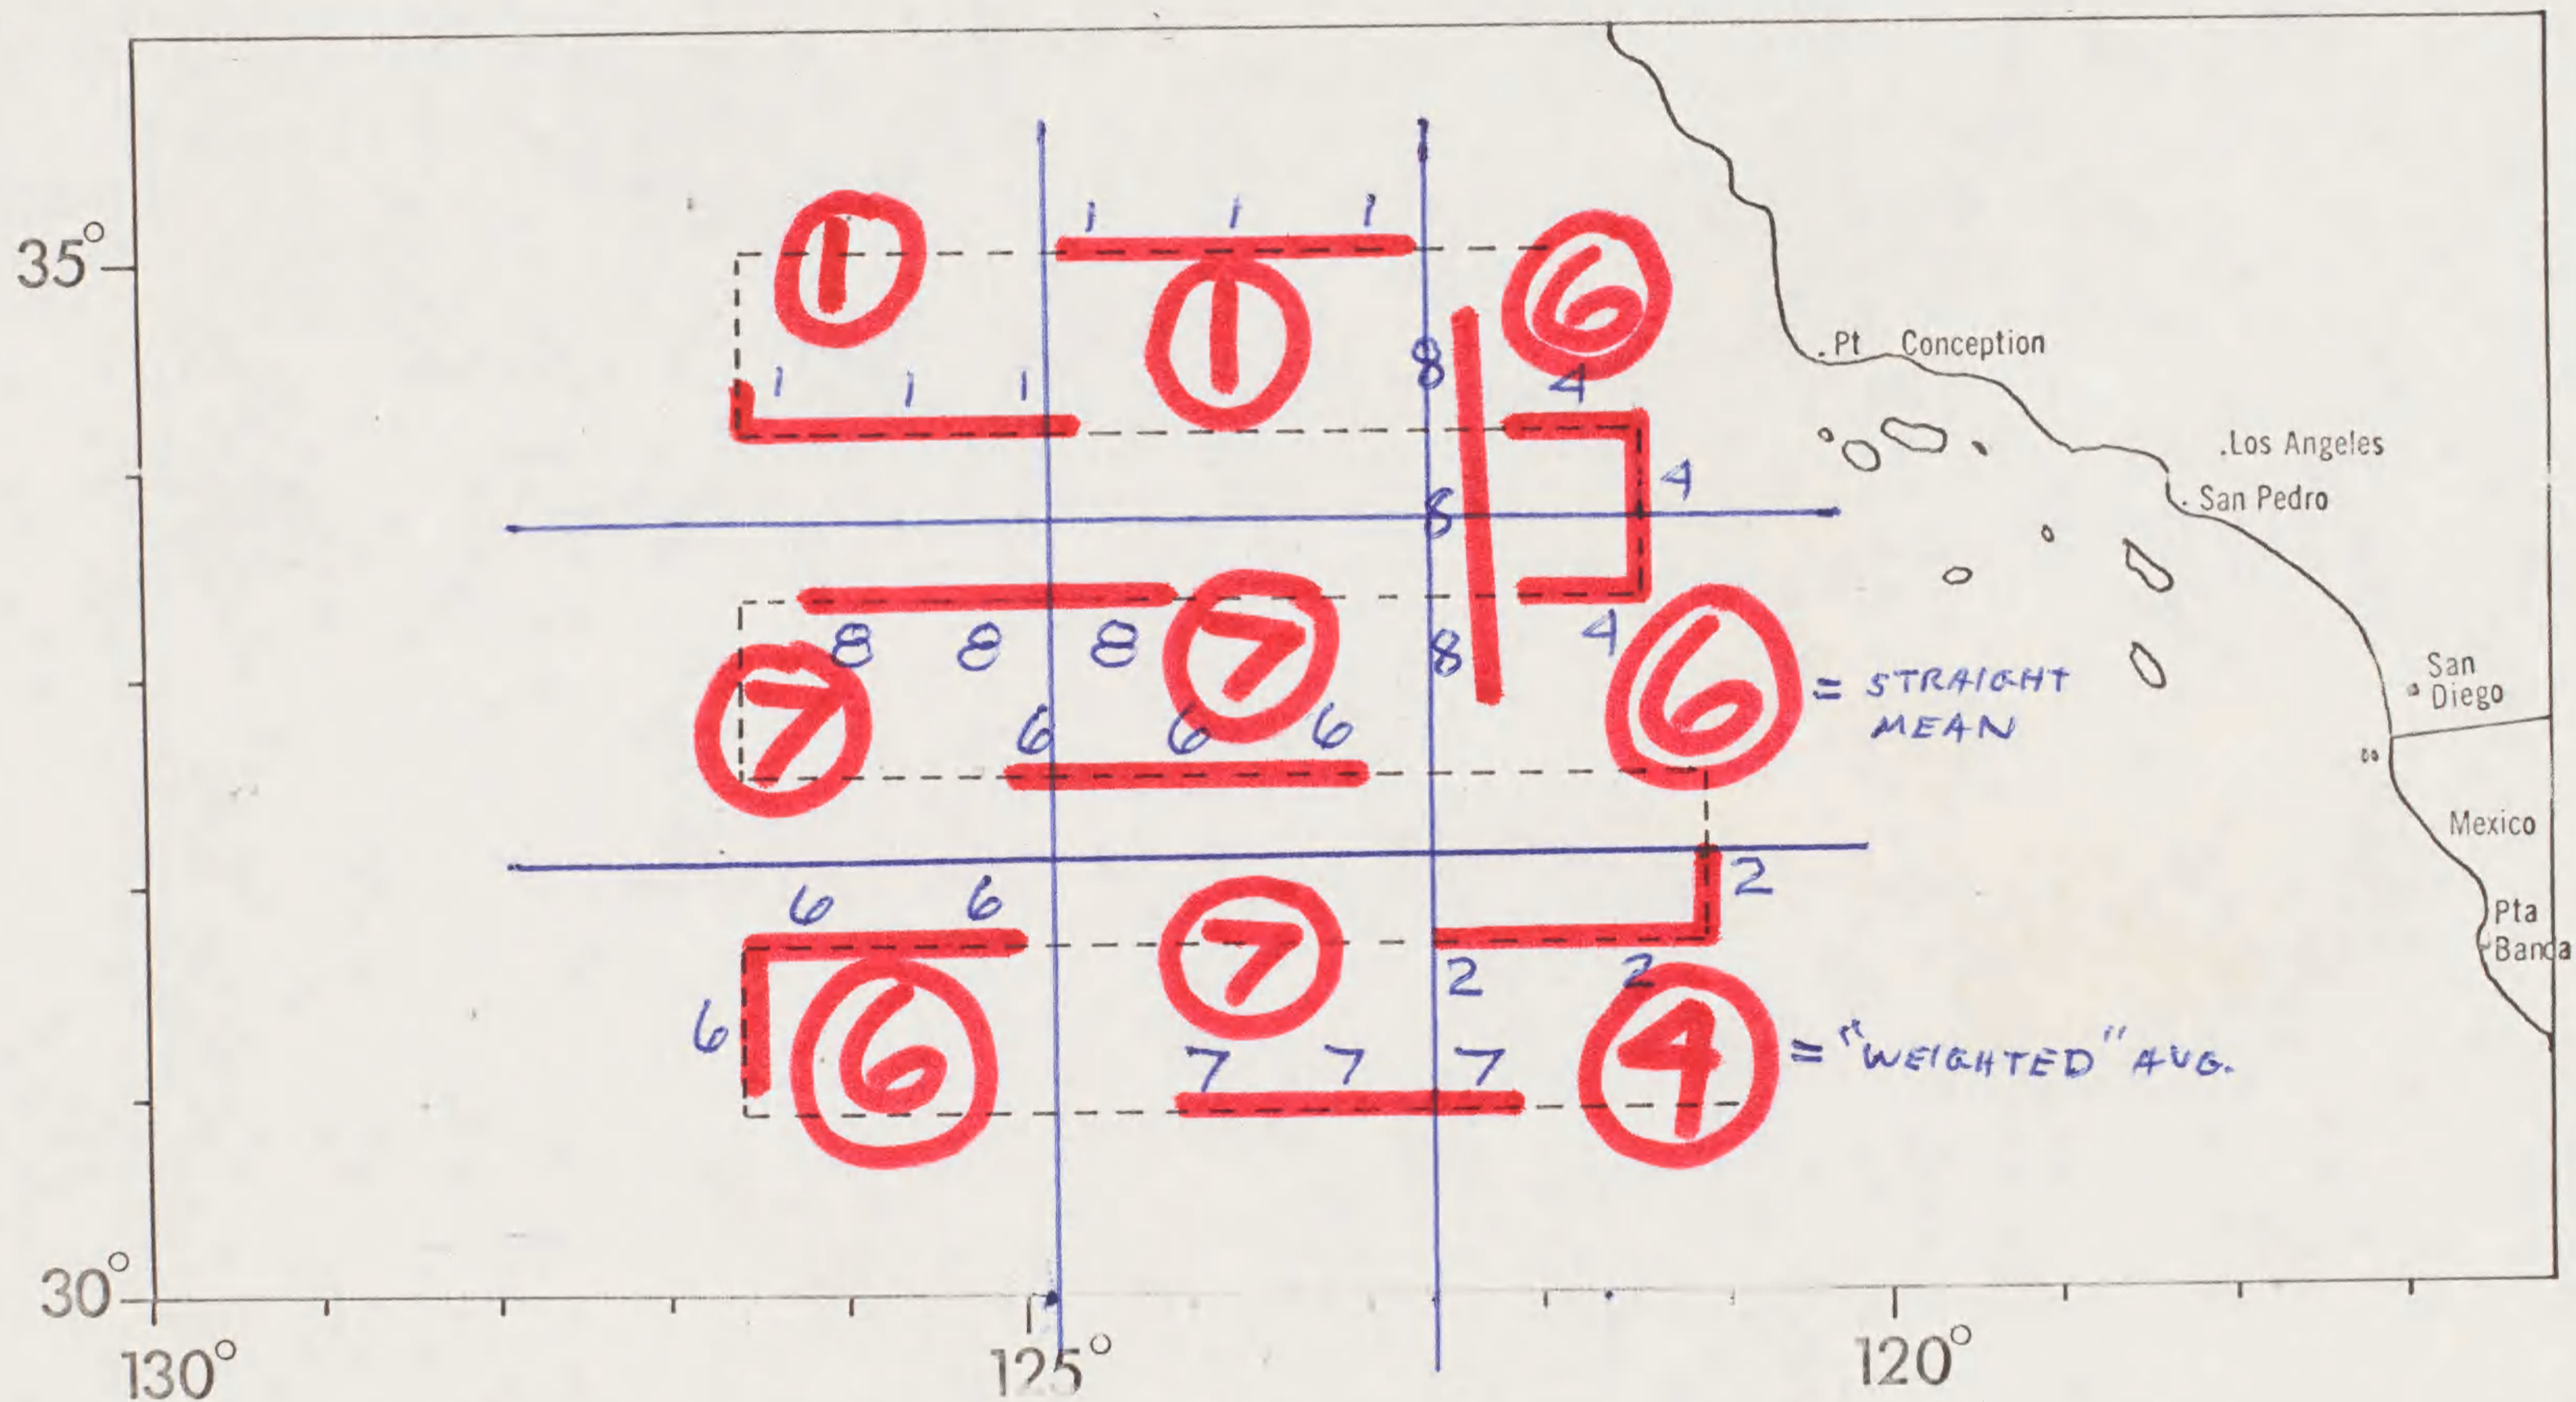 1 1 1
35°
1
6
1
Pt Conception
8
1 1 1
4
.Los Angeles
4
San Pedro
8
7
8 8 8
4
8
6
= STRAIGHT
MEAN
San
Diego
7
6 6 6
Mexico
2
6 6
7
Pta
Banda
2 2
6
6
4
= "WEIGHTED" AVG.
7 7 7
30°
130° 125° 120°